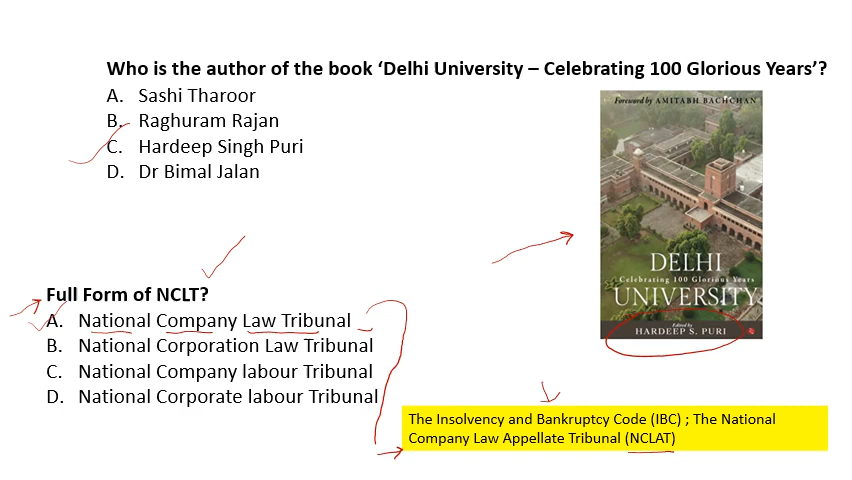 Who is the author of the book ‘Delhi University – Celebrating 100 Glorious Years’?
A. Sashi Tharoor
B. Raghuram Rajan
C. Hardeep Singh Puri
D. Dr Bimal Jalan
Foreword by AMITABH BACHCHAN
DELHI
Celebrating 100 Glorious Years
UNIVERSITY
Edited by
HARDEEP S. PURI
Full Form of NCLT?
A. National Company Law Tribunal
B. National Corporation Law Tribunal
C. National Company labour Tribunal
D. National Corporate labour Tribunal
The Insolvency and Bankruptcy Code (IBC) ; The National
Company Law Appellate Tribunal (NCLAT)